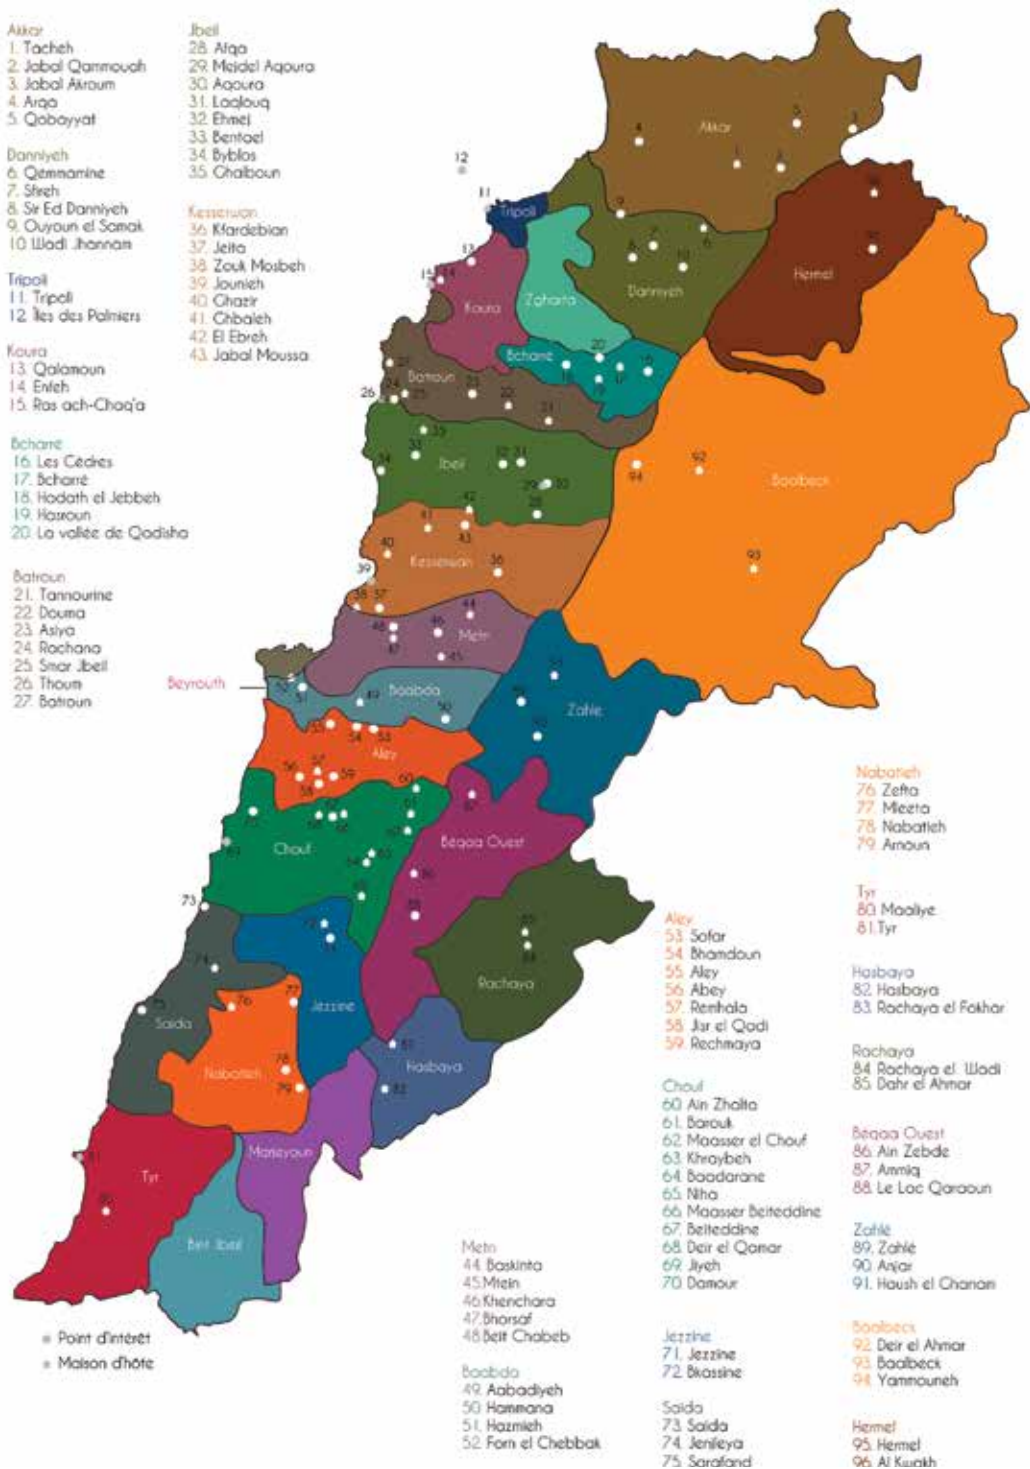 Akkar
1. Tacheh
2. Jabal Qammouah
3. Jabal Akroum
4. Arqa
5. Qobayyat
Danniyeh
6. Qemmamine
7. Sfireh
8. Sir Ed Danniyeh
9. Ouyoun el Samak
10. Wadi Jhannam
Tripoli
11. Tripoli
12. Îles des Palmiers
Koura
13. Qalamoun
14. Enfeh
15. Ras ach-Chaq'a
Bcharré
16. Les Cèdres
17. Bcharré
18. Hadath el Jebbeh
19. Hasroun
20. La vallée de Qadisha
Batroun
21. Tannourine
22. Douma
23. Asiya
24. Rachana
25. Smar Jbeil
26. Thoum
27. Batroun
Jbeil
28. Afqa
29. Mejdel Aqoura
30. Aqoura
31. Laqlouq
32. Ehmej
33. Bentael
34. Byblos
35. Ghalboun
Kesserwan
36. Kfardebian
37. Jeita
38. Zouk Mosbeh
39. Jounieh
40. Ghazir
41. Ghbaleh
42. El Ebreh
43. Jabal Moussa
Akkar
Tripoli
Hermel
Koura
Zgharta
Danniyeh
Bcharre
Batroun
Jbeil
Baalbeck
Kesserwan
Metn
Beyrouth
Baabda
Zahle
Aley
Chouf
Beqaa Ouest
Rachaya
Saida
Jezzine
Nabatieh
Hasbaya
Marjeyoun
Tyr
Bint Jbeil
Point d'intérêt
Maison d'hôte
Metn
44. Baskinta
45. Mtein
46. Khenchara
47. Bhorsaf
48. Beit Chabeb
Baabda
49. Aabadiyeh
50. Hammana
51. Hazmieh
52. Forn el Chebbak
Aley
53. Sofar
54. Bhamdoun
55. Aley
56. Abey
57. Remhala
58. Jisr el Qadi
59. Rechmaya
Chouf
60. Ain Zhalta
61. Barouk
62. Maasser el Chouf
63. Khraybeh
64. Baadarane
65. Niha
66. Maasser Beiteddine
67. Beiteddine
68. Deir el Qamar
69. Jiyeh
70. Damour
Jezzine
71. Jezzine
72. Bkassine
Saida
73. Saida
74. Jenjleya
75. Sarafand
Nabatieh
76. Zefta
77. Mleeta
78. Nabatieh
79. Arnoun
Tyr
80. Maaliye
81. Tyr
Hasbaya
82. Hasbaya
83. Rachaya el Fokhar
Rachaya
84. Rachaya el Wadi
85. Dahr el Ahmar
Beqaa Ouest
86. Ain Zebde
87. Ammiq
88. Le Lac Qaraoun
Zahlé
89. Zahlé
90. Anjar
91. Haush el Ghanam
Baalbeck
92. Deir el Ahmar
93. Baalbeck
94. Yammouneh
Hermel
95. Hermel
96. Al Kwakh